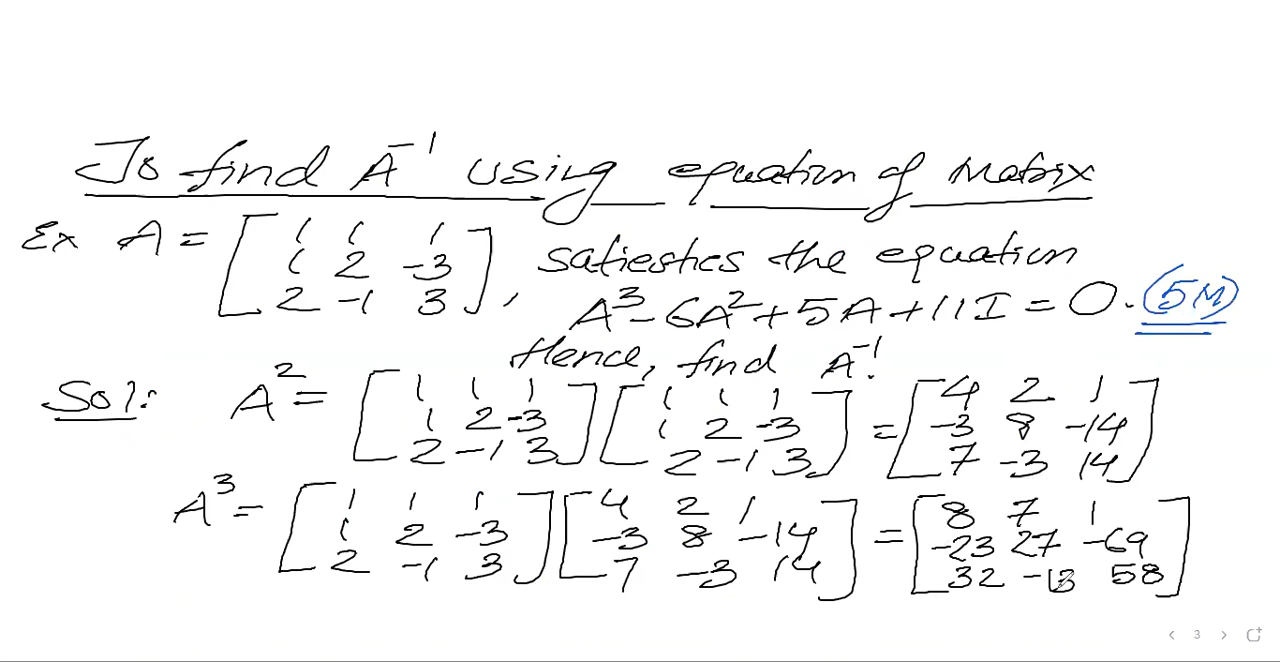 To find A⁻¹ using equation of Matrix
Ex A = [1 1 1; 1 2 -3; 2 -1 3], satiesties the equation
A³ - 6A² + 5A + 11I = 0. (5M)
Hence, find A⁻¹.
Sol: A² = [1 1 1; 1 2 -3; 2 -1 3] [1 1 1; 1 2 -3; 2 -1 3] = [4 2 1; -3 8 -14; 7 -3 14]
A³ = [1 1 1; 1 2 -3; 2 -1 3] [4 2 1; -3 8 -14; 7 -3 14] = [8 7 1; -23 27 -69; 32 -13 58]
< 3 >